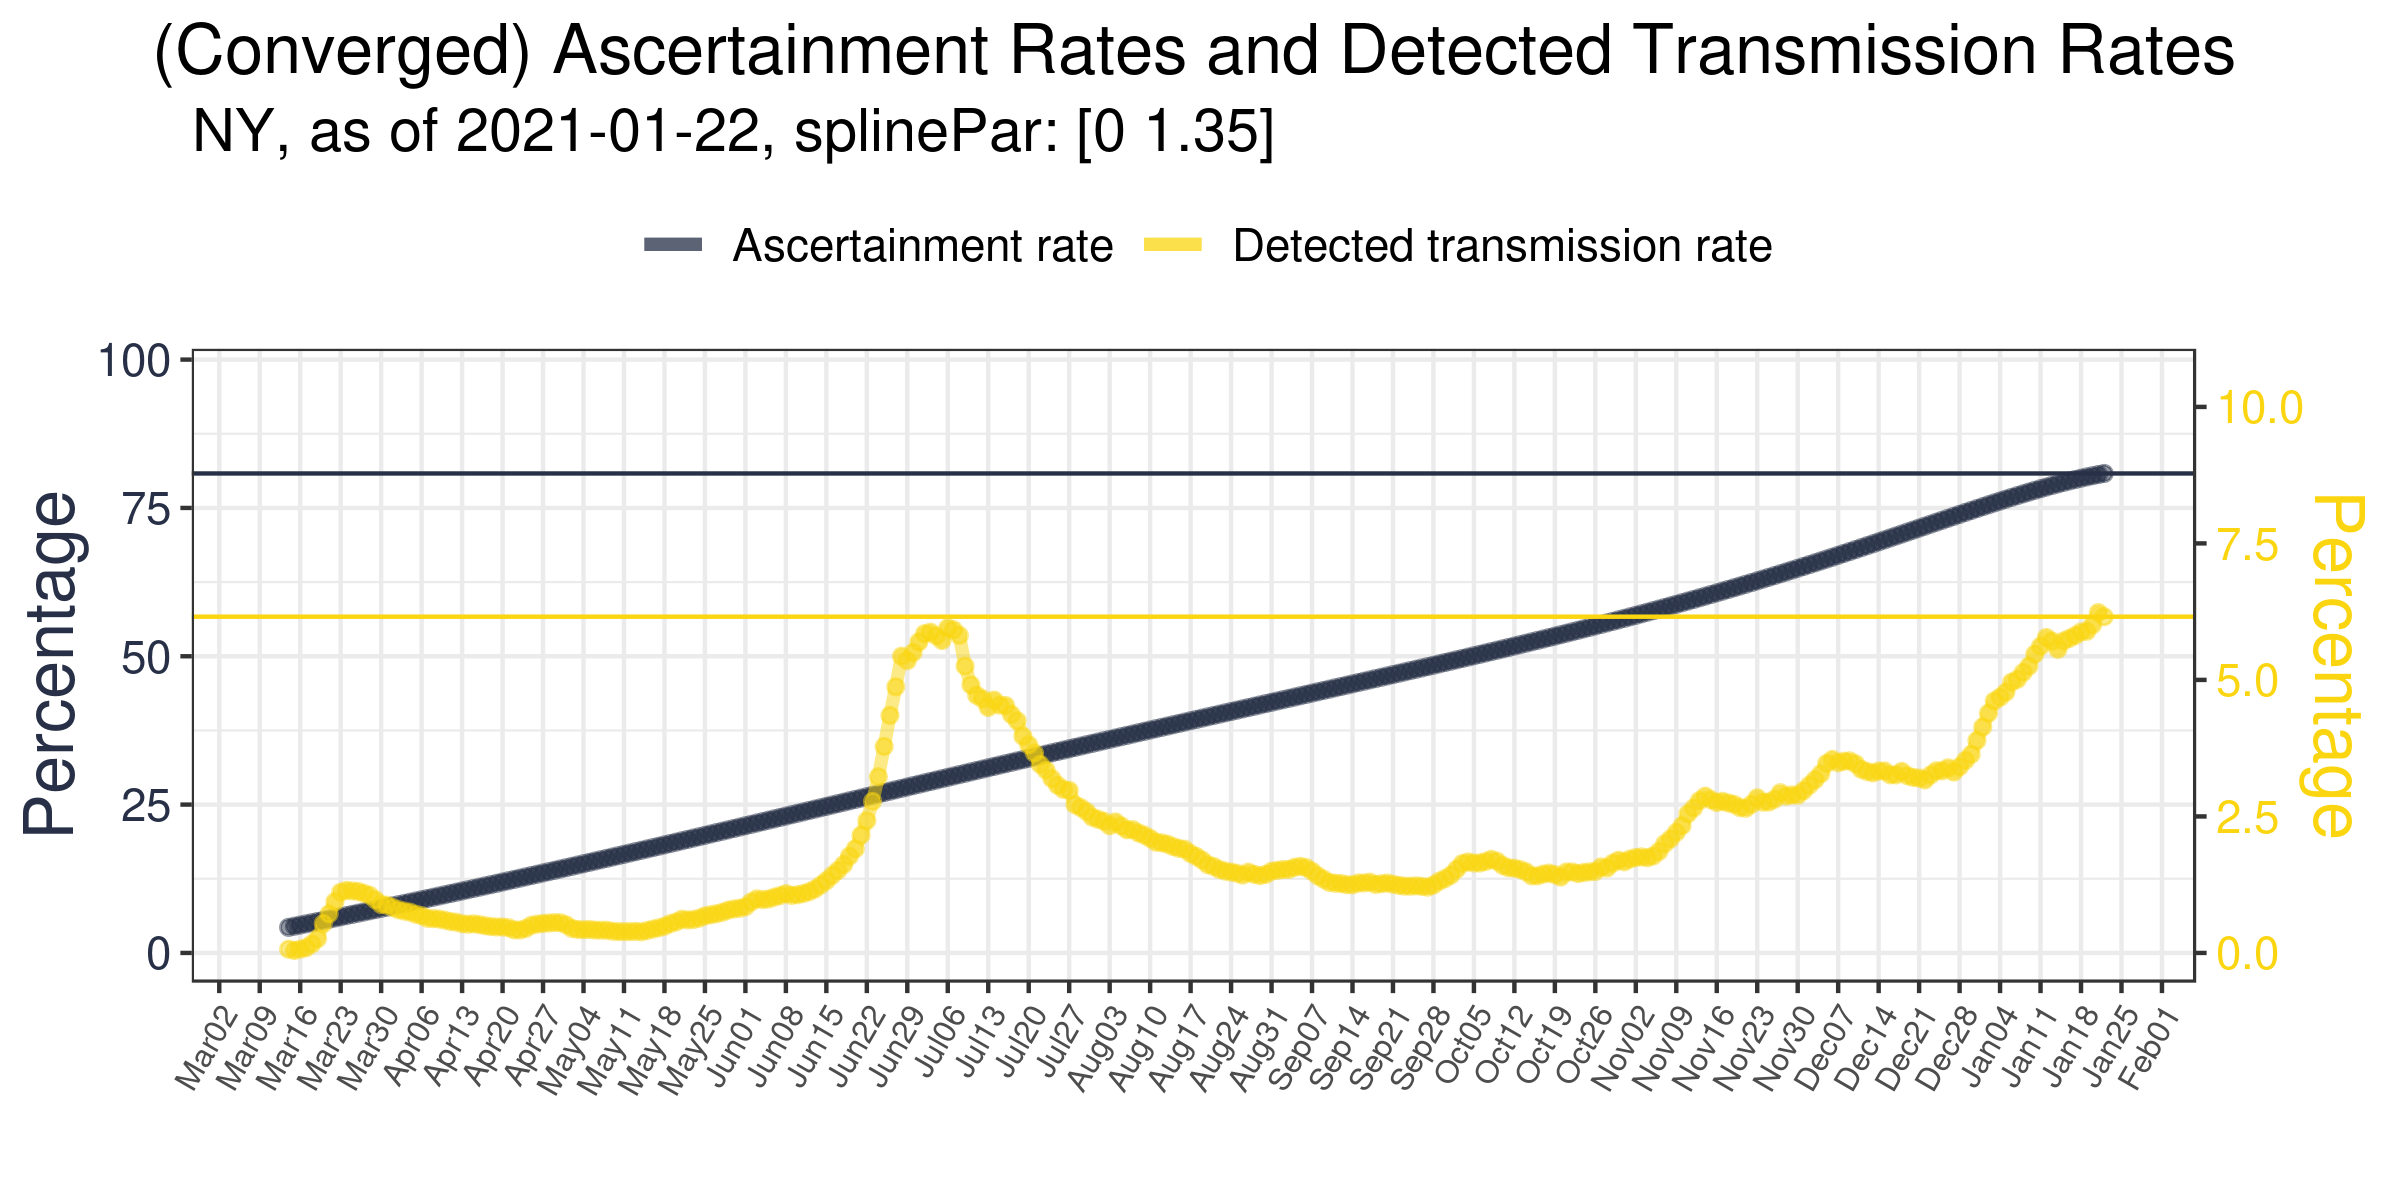 (Converged) Ascertainment Rates and Detected Transmission Rates
NY, as of 2021-01-22, splinePar: [0 1.35]
Ascertainment rate
Detected transmission rate
Percentage
100
75
50
25
0
10.0
7.5
5.0
2.5
0.0
Percentage
Mar02
Mar09
Mar16
Mar23
Mar30
Apr06
Apr13
Apr20
Apr27
May04
May11
May18
May25
Jun01
Jun08
Jun15
Jun22
Jun29
Jul06
Jul13
Jul20
Jul27
Aug03
Aug10
Aug17
Aug24
Aug31
Sep07
Sep14
Sep21
Sep28
Oct05
Oct12
Oct19
Oct26
Nov02
Nov09
Nov16
Nov23
Nov30
Dec07
Dec14
Dec21
Dec28
Jan04
Jan11
Jan18
Jan25
Feb01